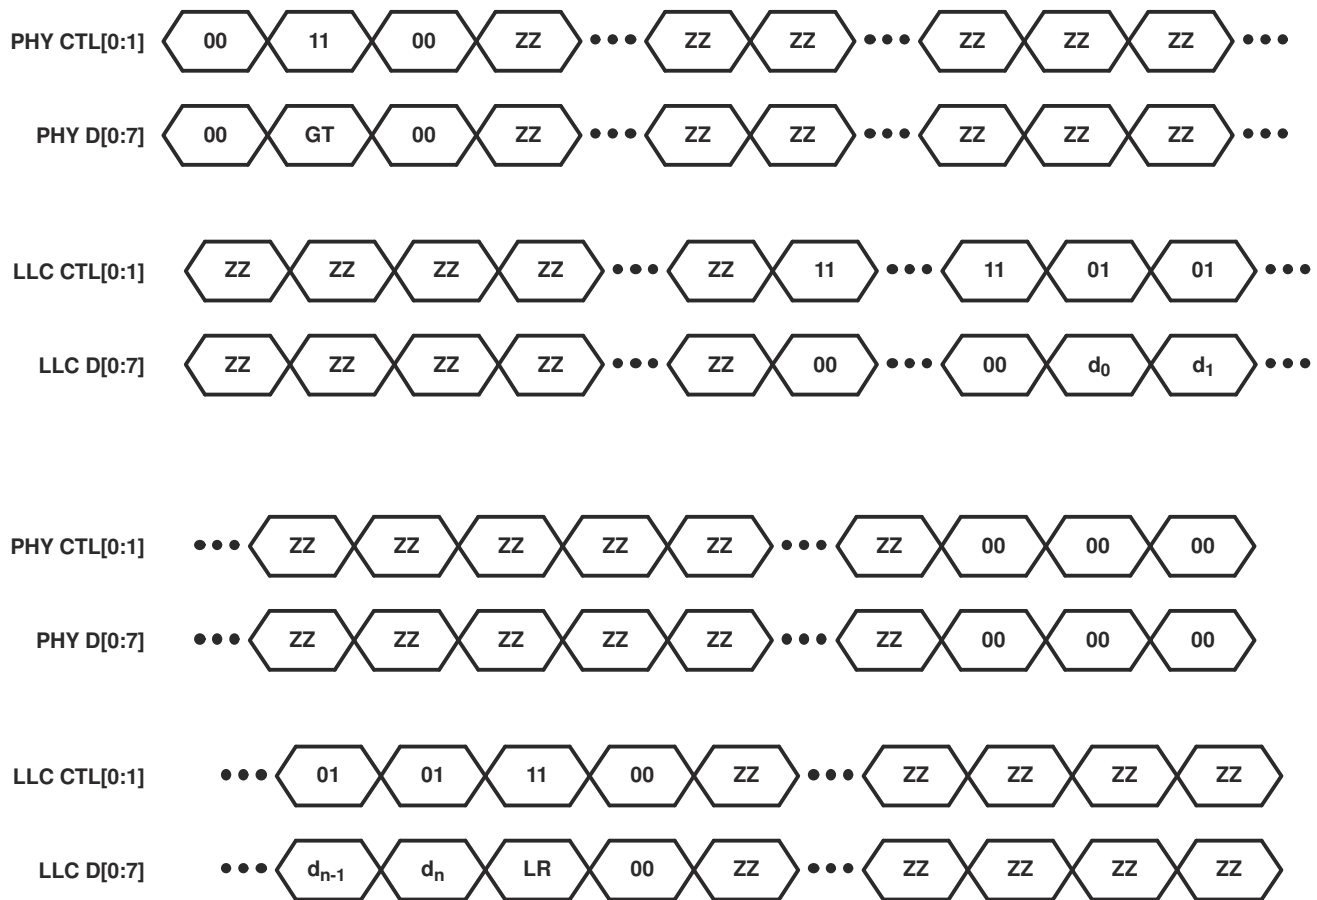 PHY CTL[0:1] 00 11 00 ZZ ••• ZZ ZZ ••• ZZ ZZ ZZ •••
PHY D[0:7] 00 GT 00 ZZ ••• ZZ ZZ ••• ZZ ZZ ZZ •••
LLC CTL[0:1] ZZ ZZ ZZ ZZ ••• ZZ 11 ••• 11 01 01 •••
LLC D[0:7] ZZ ZZ ZZ ZZ ••• ZZ 00 ••• 00 d0 d1 •••
PHY CTL[0:1] ••• ZZ ZZ ZZ ZZ ZZ ••• ZZ 00 00 00
PHY D[0:7] ••• ZZ ZZ ZZ ZZ ZZ ••• ZZ 00 00 00
LLC CTL[0:1] ••• 01 01 11 00 ZZ ••• ZZ ZZ ZZ ZZ
LLC D[0:7] ••• dn-1 dn LR 00 ZZ ••• ZZ ZZ ZZ ZZ